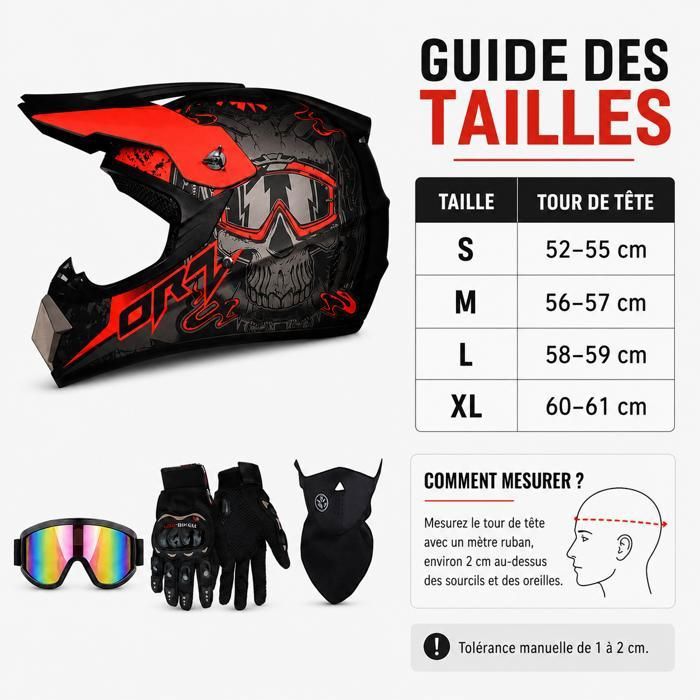 GUIDE DES
TAILLES
TAILLE TOUR DE TÊTE
S 52–55 cm
M 56–57 cm
L 58–59 cm
XL 60–61 cm
COMMENT MESURER ?
Mesurez le tour de tête
avec un mètre ruban,
environ 2 cm au-dessus
des sourcils et des oreilles.
! Tolérance manuelle de 1 à 2 cm.